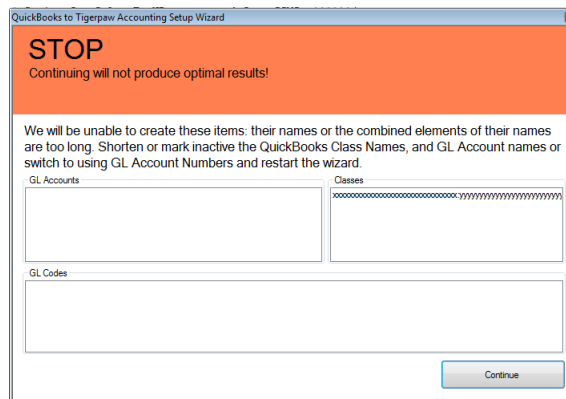 QuickBooks to Tigerpaw Accounting Setup Wizard
STOP
Continuing will not produce optimal results!
We will be unable to create these items: their names or the combined elements of their names
are too long. Shorten or mark inactive the QuickBooks Class Names, and GL Account names or
switch to using GL Account Numbers and restart the
wizard.
GL Accounts
Classes
xxxxxxxxxxxxxxxxxxxxxxxxxxxxxxx:yyyyyyyyyyyyyyyyyyyyyyyy
GL Codes
Continue